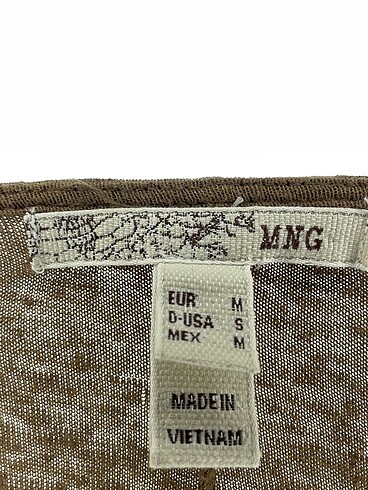 MNG
EUR M
D-USA S
MEX M
MADE IN
VIETNAM